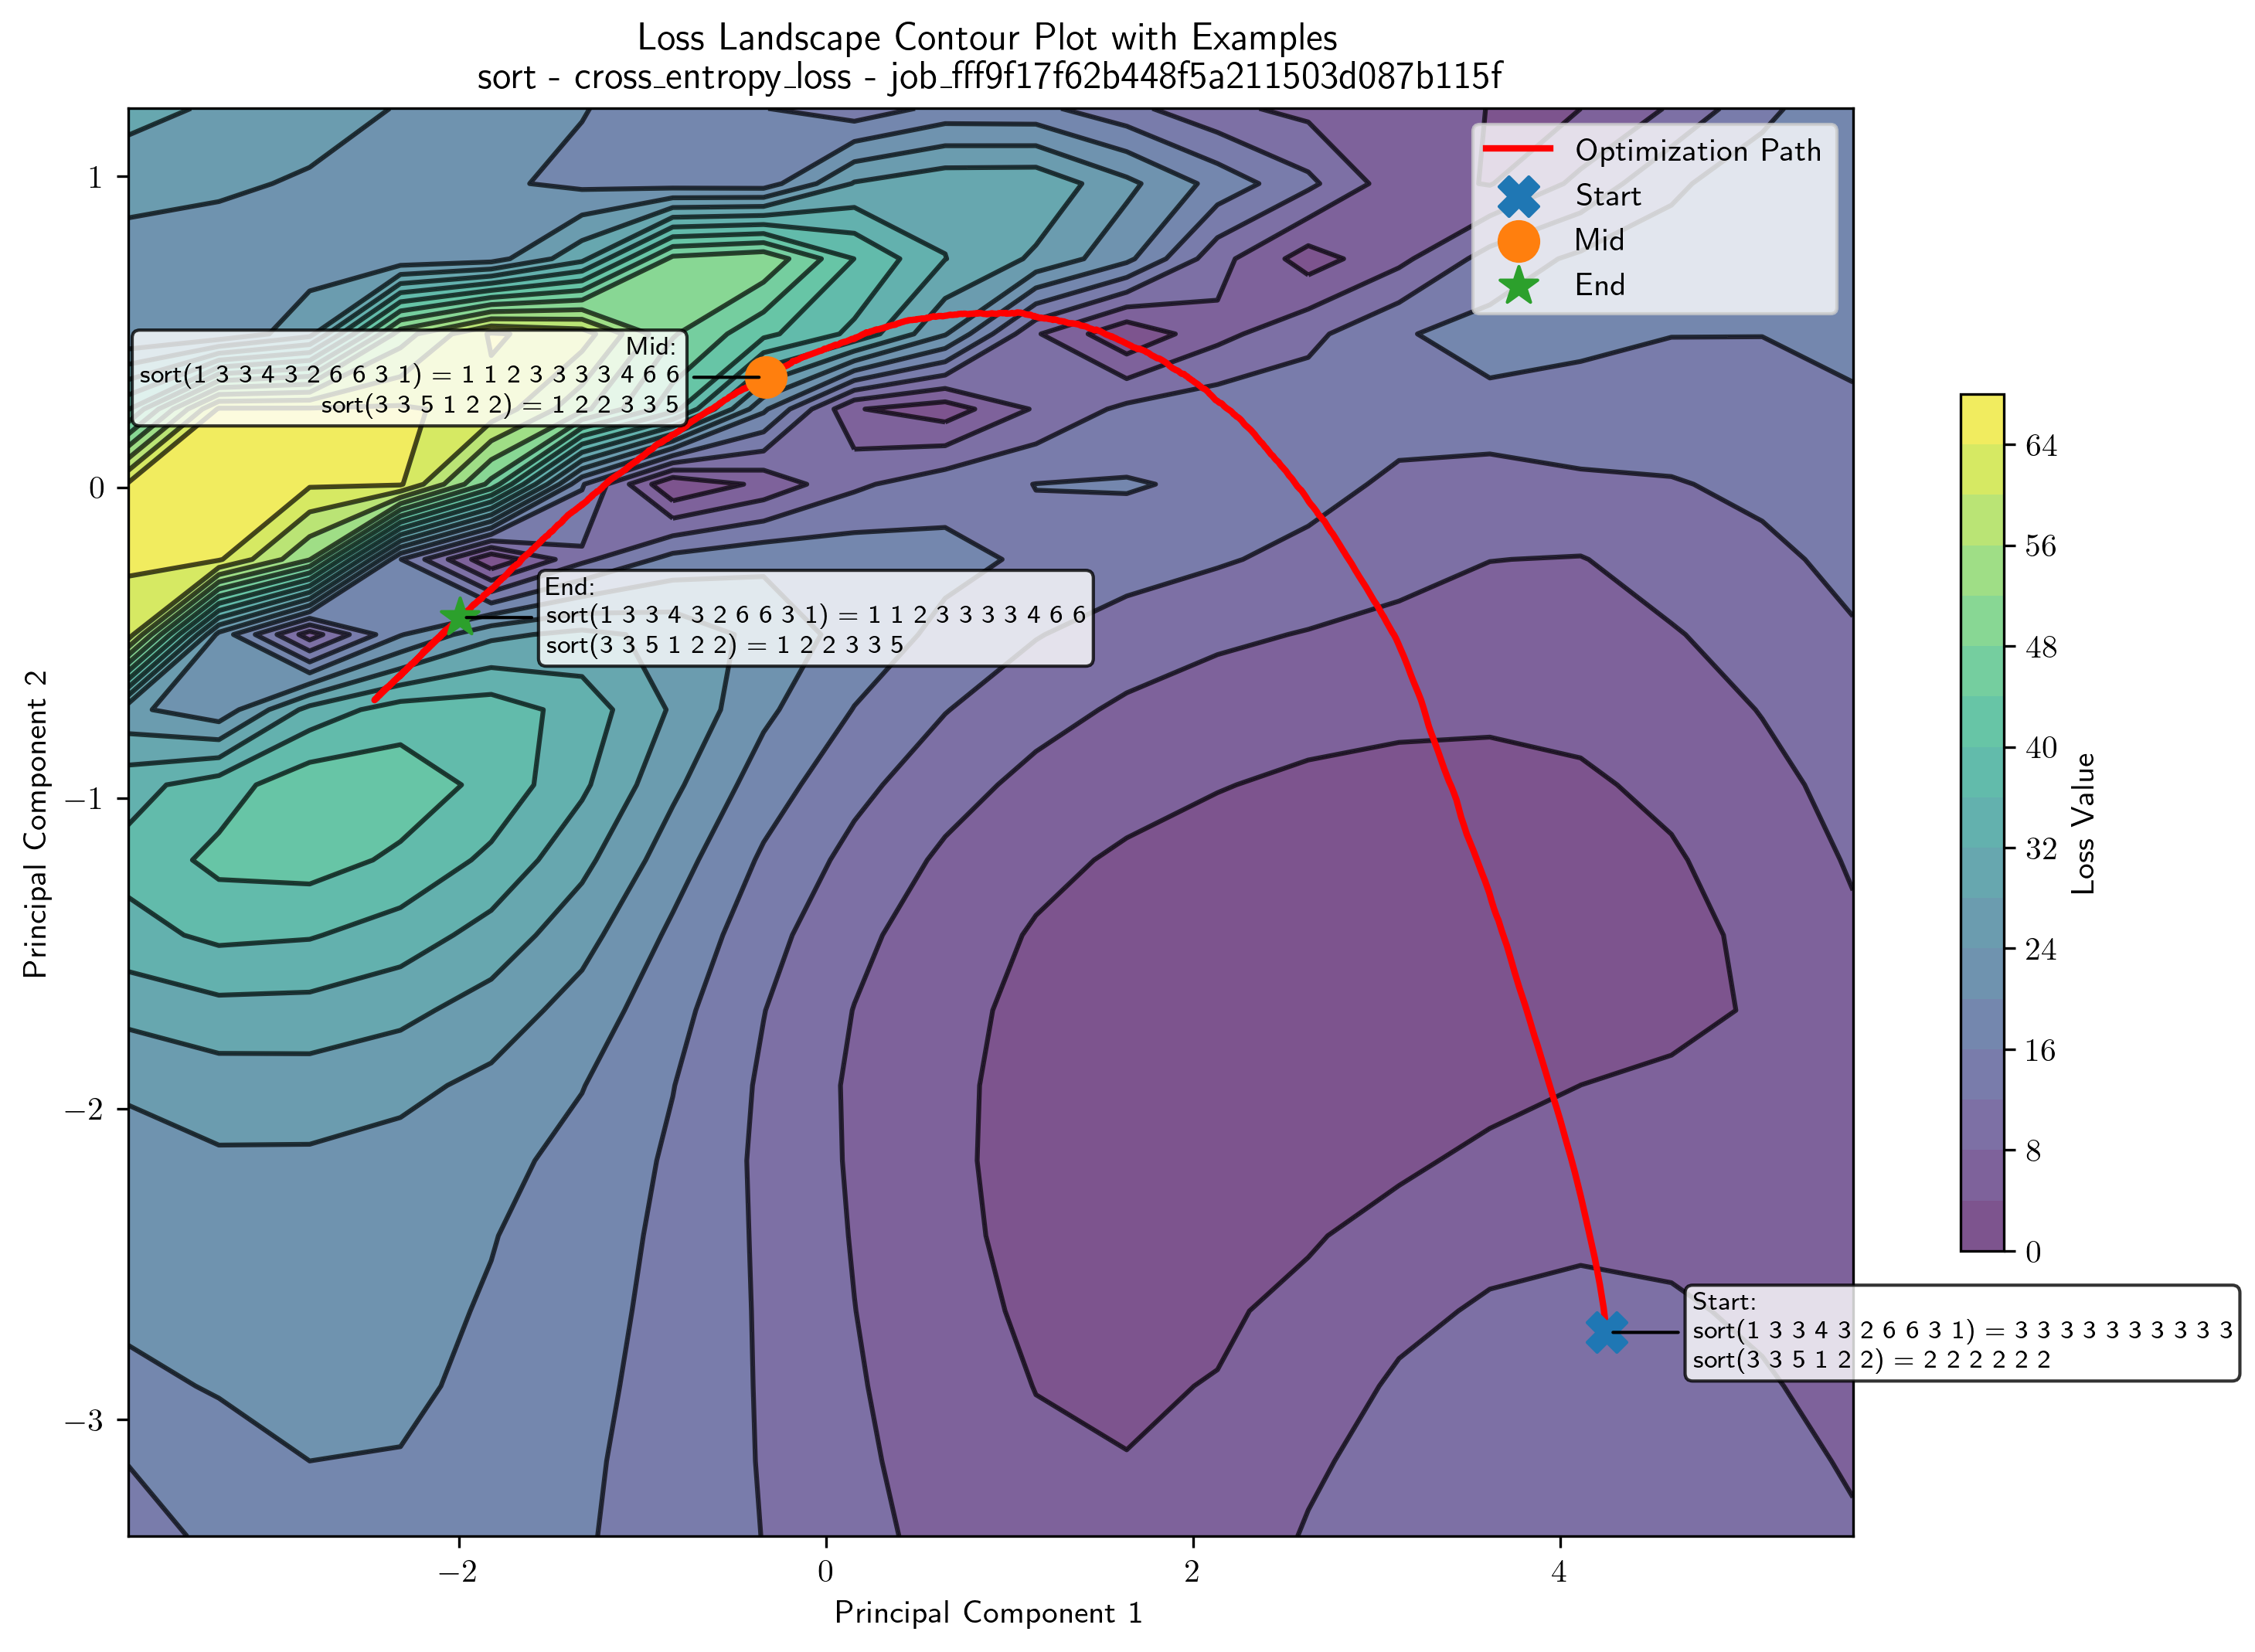 Loss Landscape Contour Plot with Examples
sort - cross_entropy_loss - job_fff9f17f62b448f5a211503d087b115f
Optimization Path
Start
Mid
End
Mid:
sort(1 3 3 4 3 2 6 6 3 1) = 1 1 2 3 3 3 3 4 6 6
sort(3 3 5 1 2 2) = 1 2 2 3 3 5
End:
sort(1 3 3 4 3 2 6 6 3 1) = 1 1 2 3 3 3 3 4 6 6
sort(3 3 5 1 2 2) = 1 2 2 3 3 5
Start:
sort(1 3 3 4 3 2 6 6 3 1) = 3 3 3 3 3 3 3 3 3 3
sort(3 3 5 1 2 2) = 2 2 2 2 2 2
1
0
−1
−2
−3
Principal Component 2
−2
0
2
4
Principal Component 1
64
56
48
40
32
24
16
8
0
Loss Value